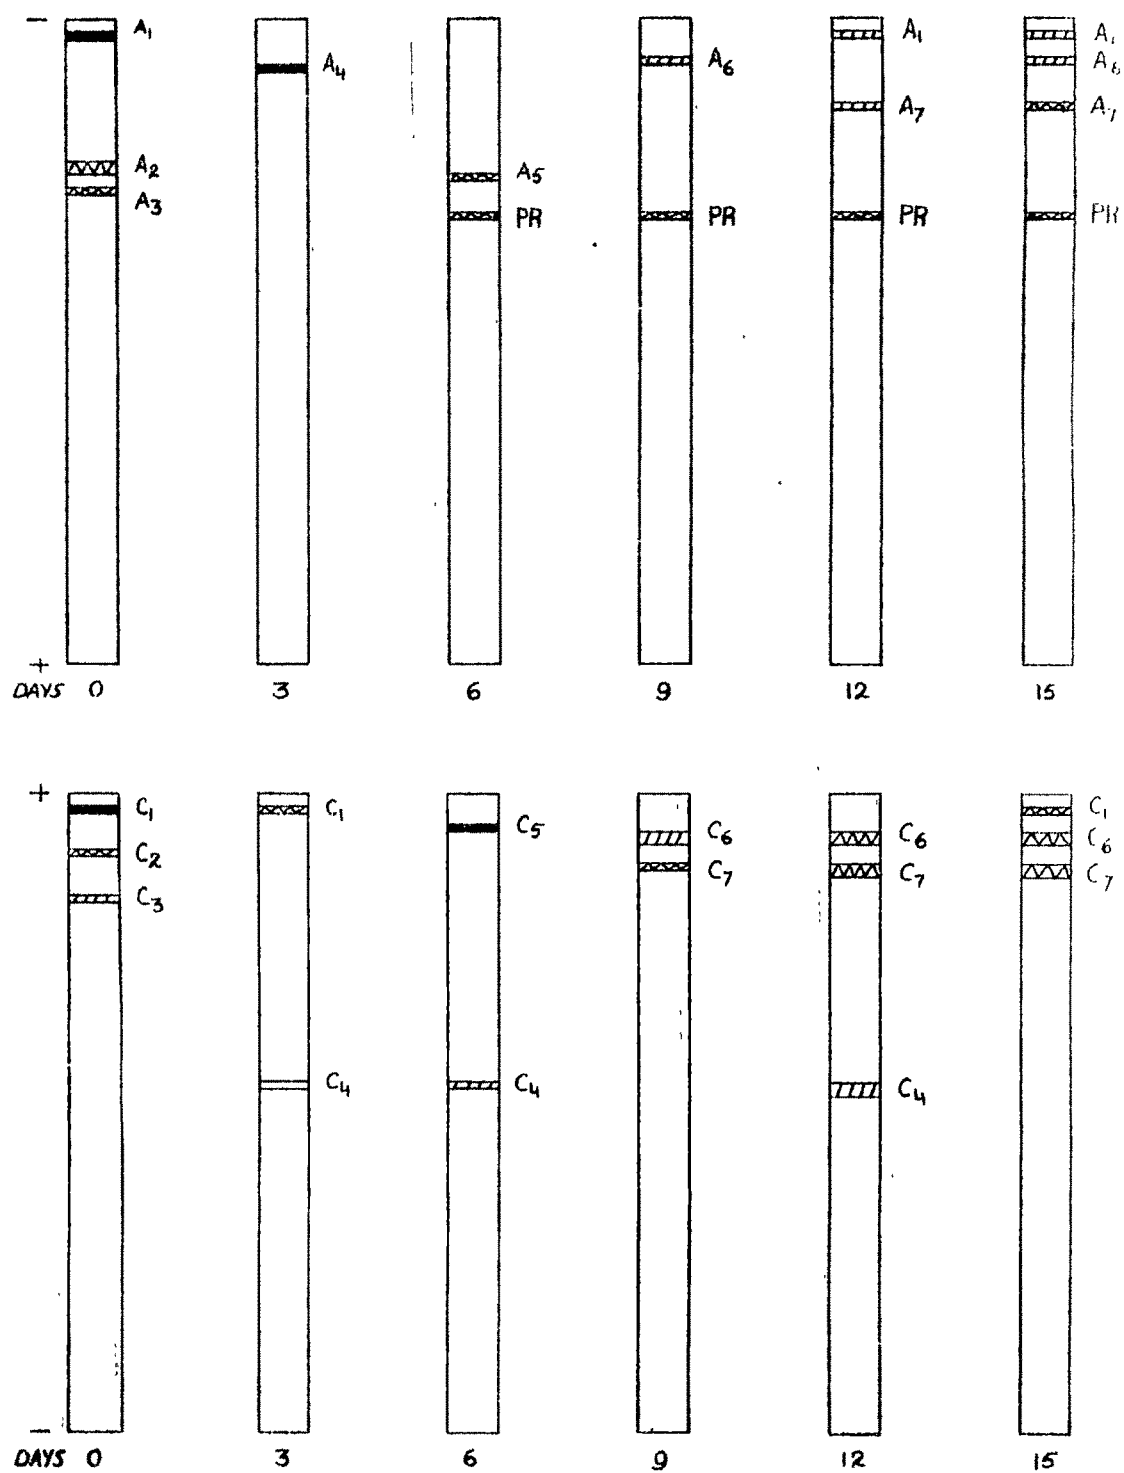 −
A₁ A₄ A₆ A₁ A₁
A₆
A₂ A₇ A₇
A₃ A₅
PR PR PR PR
+
DAYS 0 3 6 9 12 15
+
C₁ C₁ C₅ C₆ C₆ C₁
C₆
C₂ C₇ C₇ C₇
C₃
C₄ C₄ C₄
−
DAYS 0 3 6 9 12 15